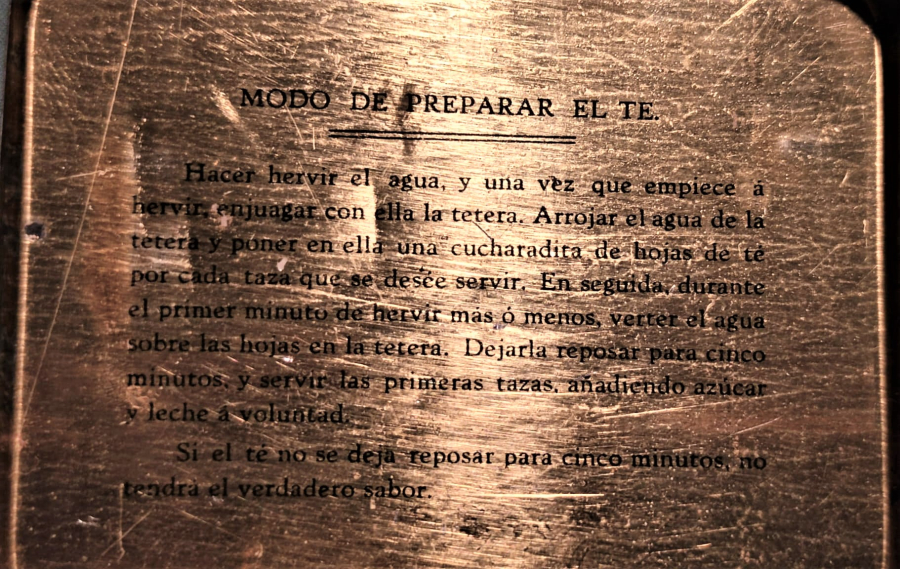 MODO DE PREPARAR EL TE.
Hacer hervir el agua, y una vez que empiece á
hervir, enjuagar con ella la tetera. Arrojar el agua de la
tetera y poner en ella una cucharadita de hojas de té
por cada taza que se desée servir. En seguida, durante
el primer minuto de hervir mas ó menos, verter el agua
sobre las hojas en la tetera. Dejarla reposar para cinco
minutos, y servir las primeras tazas, añadiendo azúcar
y leche á voluntad.
Si el té no se deja reposar para cinco minutos, no
tendrá el verdadero sabor.